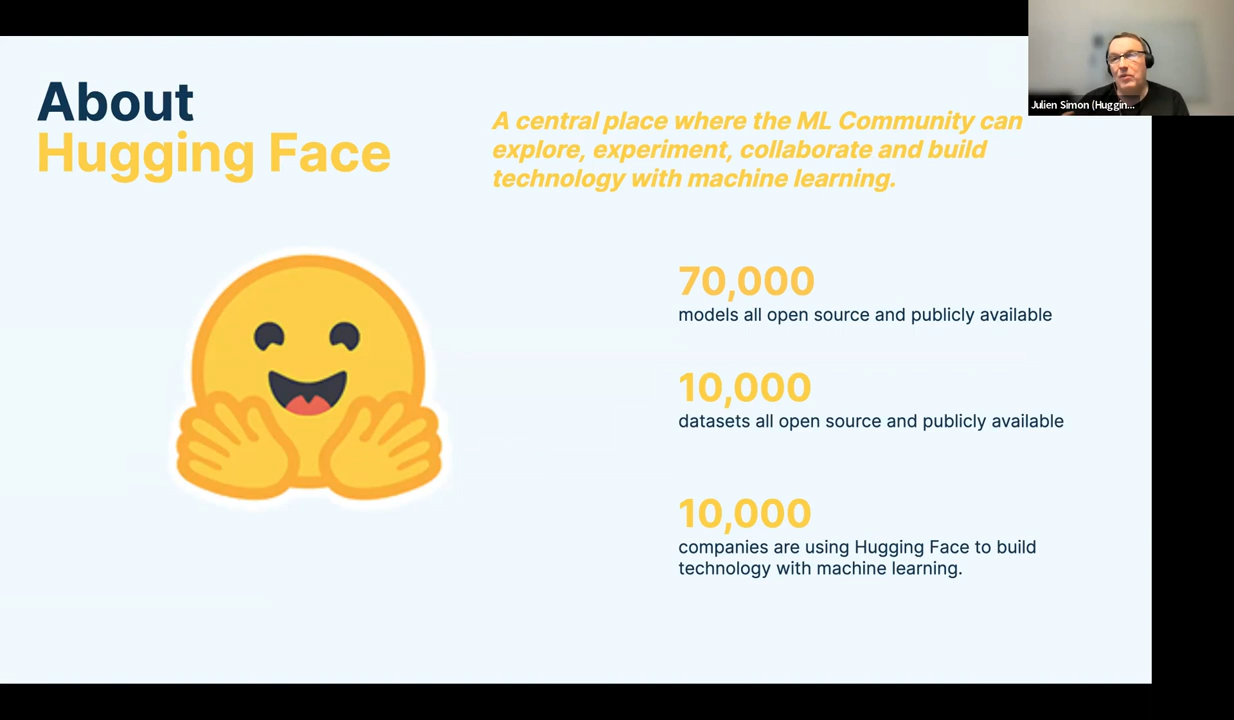 About
Hugging Face
A central place where the ML Community can
explore, experiment, collaborate and build
technology with machine learning.
70,000
models all open source and publicly available
10,000
datasets all open source and publicly available
10,000
companies are using Hugging Face to build
technology with machine learning.
Julien Simon (Huggin...